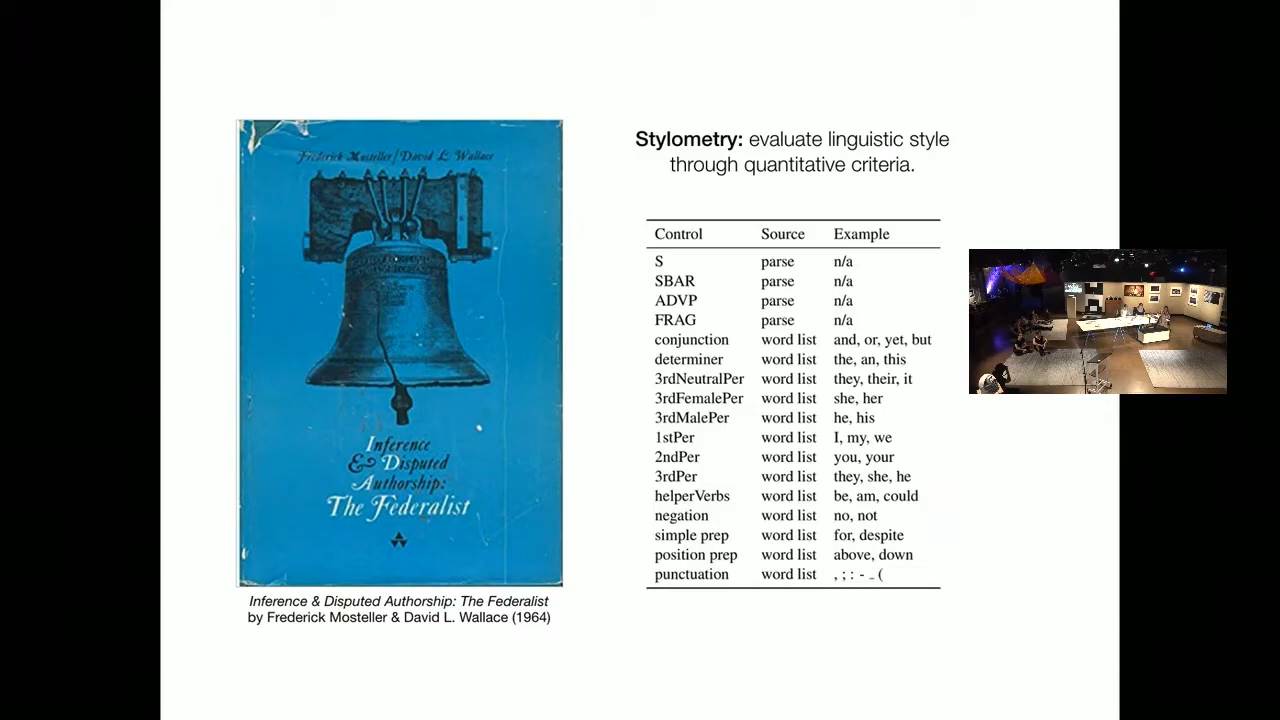 Frederick Mosteller/David L. Wallace
Inference
& Disputed
Authorship:
The Federalist
Inference & Disputed Authorship: The Federalist
by Frederick Mosteller & David L. Wallace (1964)
Stylometry: evaluate linguistic style
through quantitative criteria.
Control Source Example
S parse n/a
SBAR parse n/a
ADVP parse n/a
FRAG parse n/a
conjunction word list and, or, yet, but
determiner word list the, an, this
3rdNeutralPer word list they, their, it
3rdFemalePer word list she, her
3rdMalePer word list he, his
1stPer word list I, my, we
2ndPer word list you, your
3rdPer word list they, she, he
helperVerbs word list be, am, could
negation word list no, not
simple prep word list for, despite
position prep word list above, down
punctuation word list , ; : - _ (